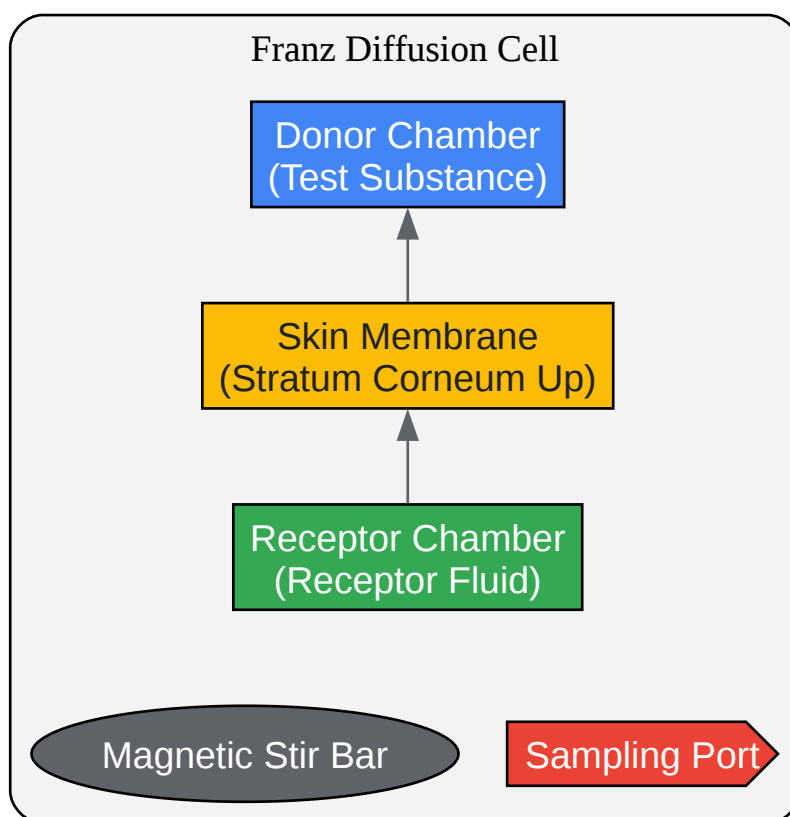 Franz Diffusion Cell
Donor Chamber
(Test Substance)
Skin Membrane
(Stratum Corneum Up)
Receptor Chamber
(Receptor Fluid)
Magnetic Stir Bar
Sampling Port